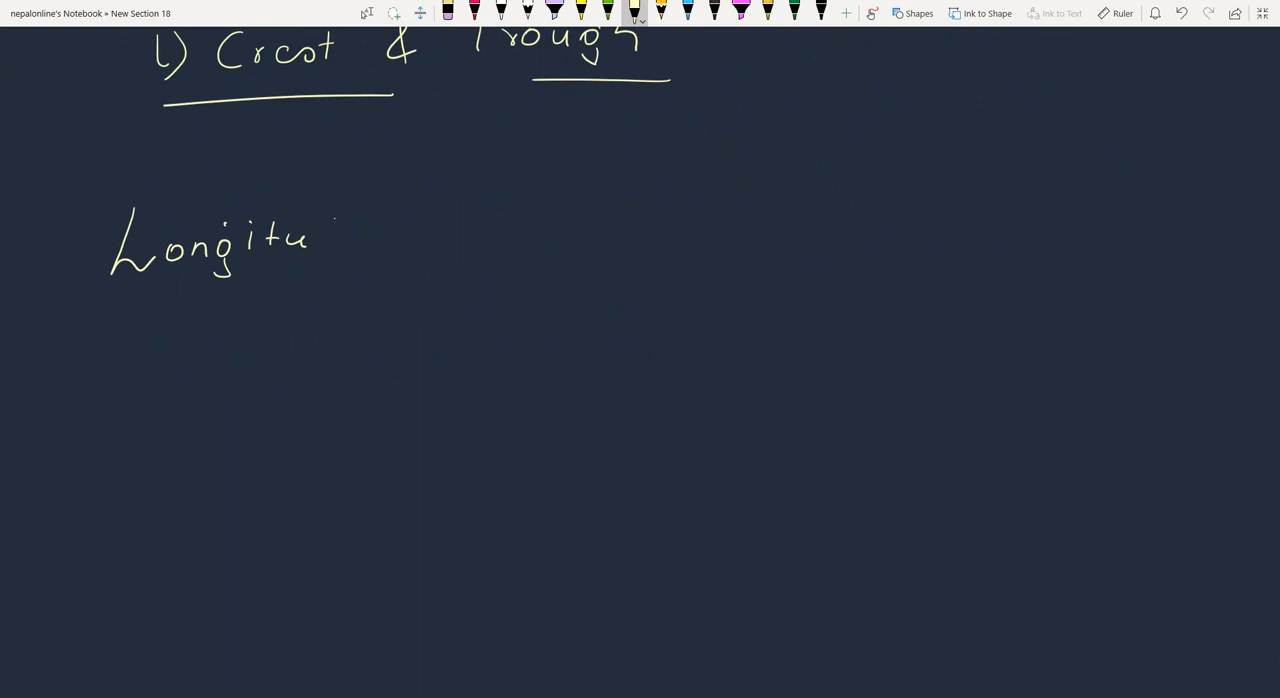 nepalonline's Notebook » New Section 18
Shapes
Ink to Shape
Ink to Text
Ruler
1) Crest & Trough
Longitu